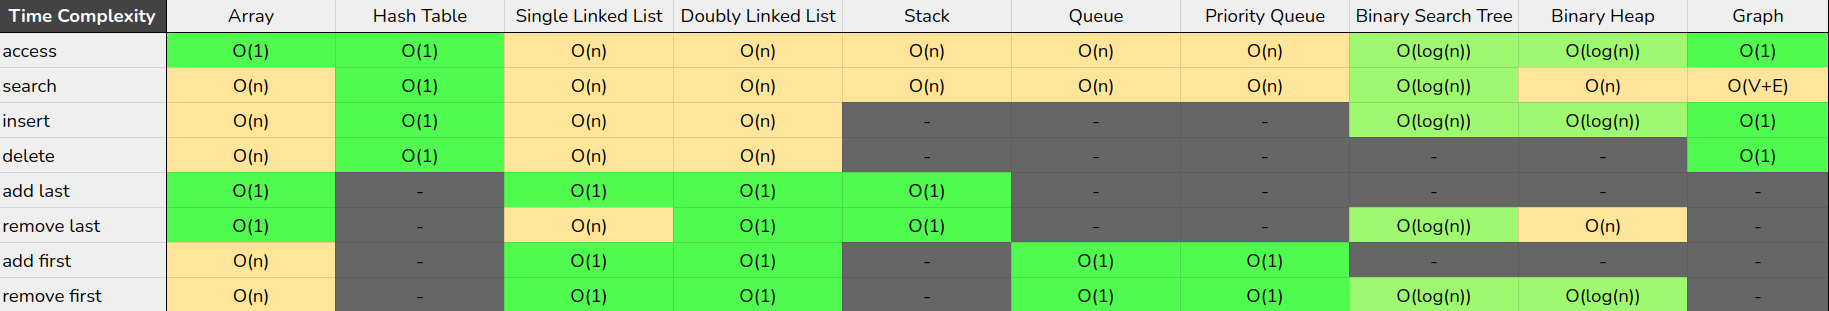 Time Complexity Array Hash Table Single Linked List Doubly Linked List Stack Queue Priority Queue Binary Search Tree Binary Heap Graph
access O(1) O(1) O(n) O(n) O(n) O(n) O(n) O(log(n)) O(log(n)) O(1)
search O(n) O(1) O(n) O(n) O(n) O(n) O(n) O(log(n)) O(n) O(V+E)
insert O(n) O(1) O(n) O(n) - - - O(log(n)) O(log(n)) O(1)
delete O(n) O(1) O(n) O(n) - - - - - O(1)
add last O(1) - O(1) O(1) O(1) - - - - -
remove last O(1) - O(n) O(1) O(1) - - O(log(n)) O(n) -
add first O(n) - O(1) O(1) - O(1) O(1) - - -
remove first O(n) - O(1) O(1) - O(1) O(1) O(log(n)) O(log(n)) -